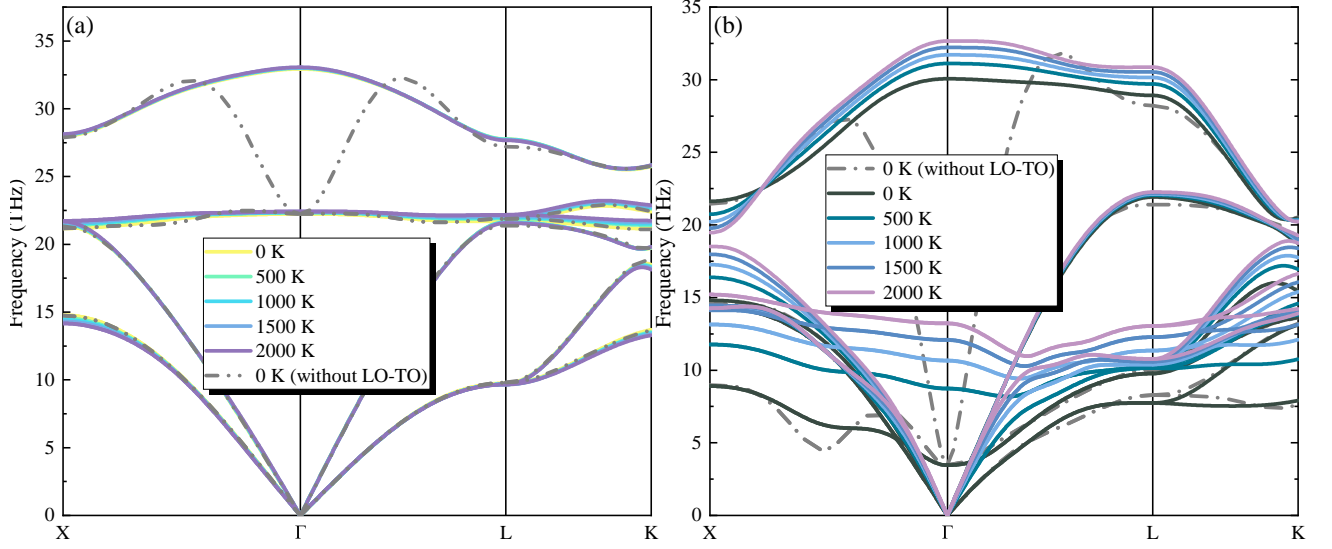 (a)
Frequency (THz)
35
30
25
20
15
10
5
0
0 K
500 K
1000 K
1500 K
2000 K
0 K (without LO-TO)
X
Γ
L
K
(b)
Frequency (THz)
35
30
25
20
15
10
5
0
0 K (without LO-TO)
0 K
500 K
1000 K
1500 K
2000 K
X
Γ
L
K